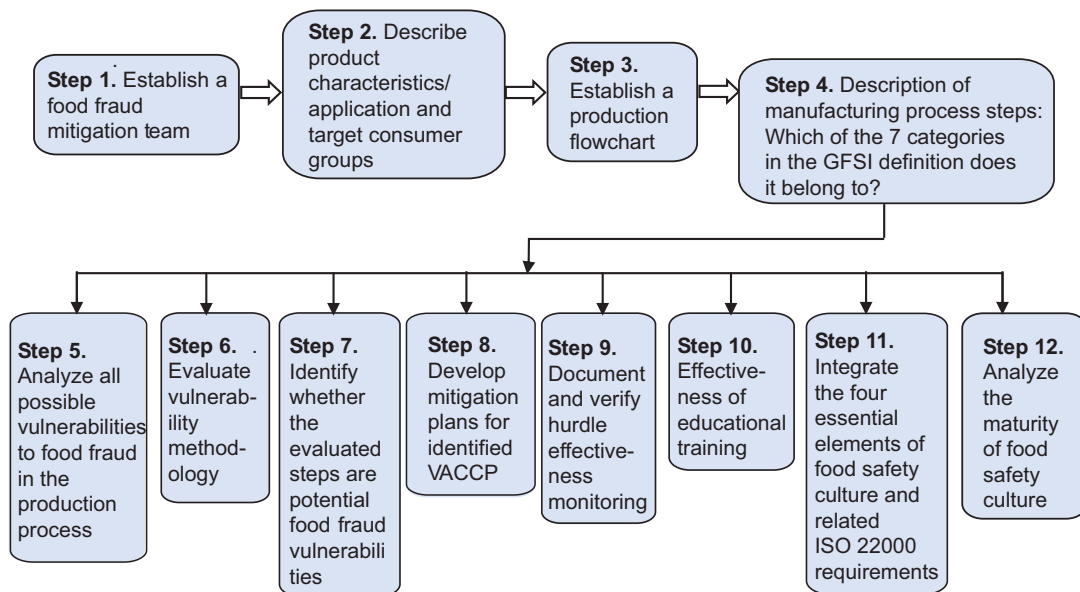 Step 1. Establish a
food fraud
mitigation team
Step 2. Describe
product
characteristics/
application and
target consumer
groups
Step 3.
Establish a
production
flowchart
Step 4. Description of
manufacturing process steps:
Which of the 7 categories
in the GFSI definition does
it belong to?
Step 5.
Analyze all
possible
vulnerabilities
to food fraud
in the
production
process
Step 6. .
Evaluate
vulnerab-
ility
method-
ology
Step 7.
Identify
whether
the
evaluated
steps are
potential
food fraud
vulnerabili
ties
Step 8.
Develop
mitigation
plans for
identified
VACCP
Step 9.
Document
and verify
hurdle
effective-
ness
monitoring
Step 10.
Effective-
ness of
educational
training
Step 11.
Integrate
the four
essential
elements of
food safety
culture and
related
ISO 22000
requirements
Step 12.
Analyze
the
maturity
of food
safety
culture